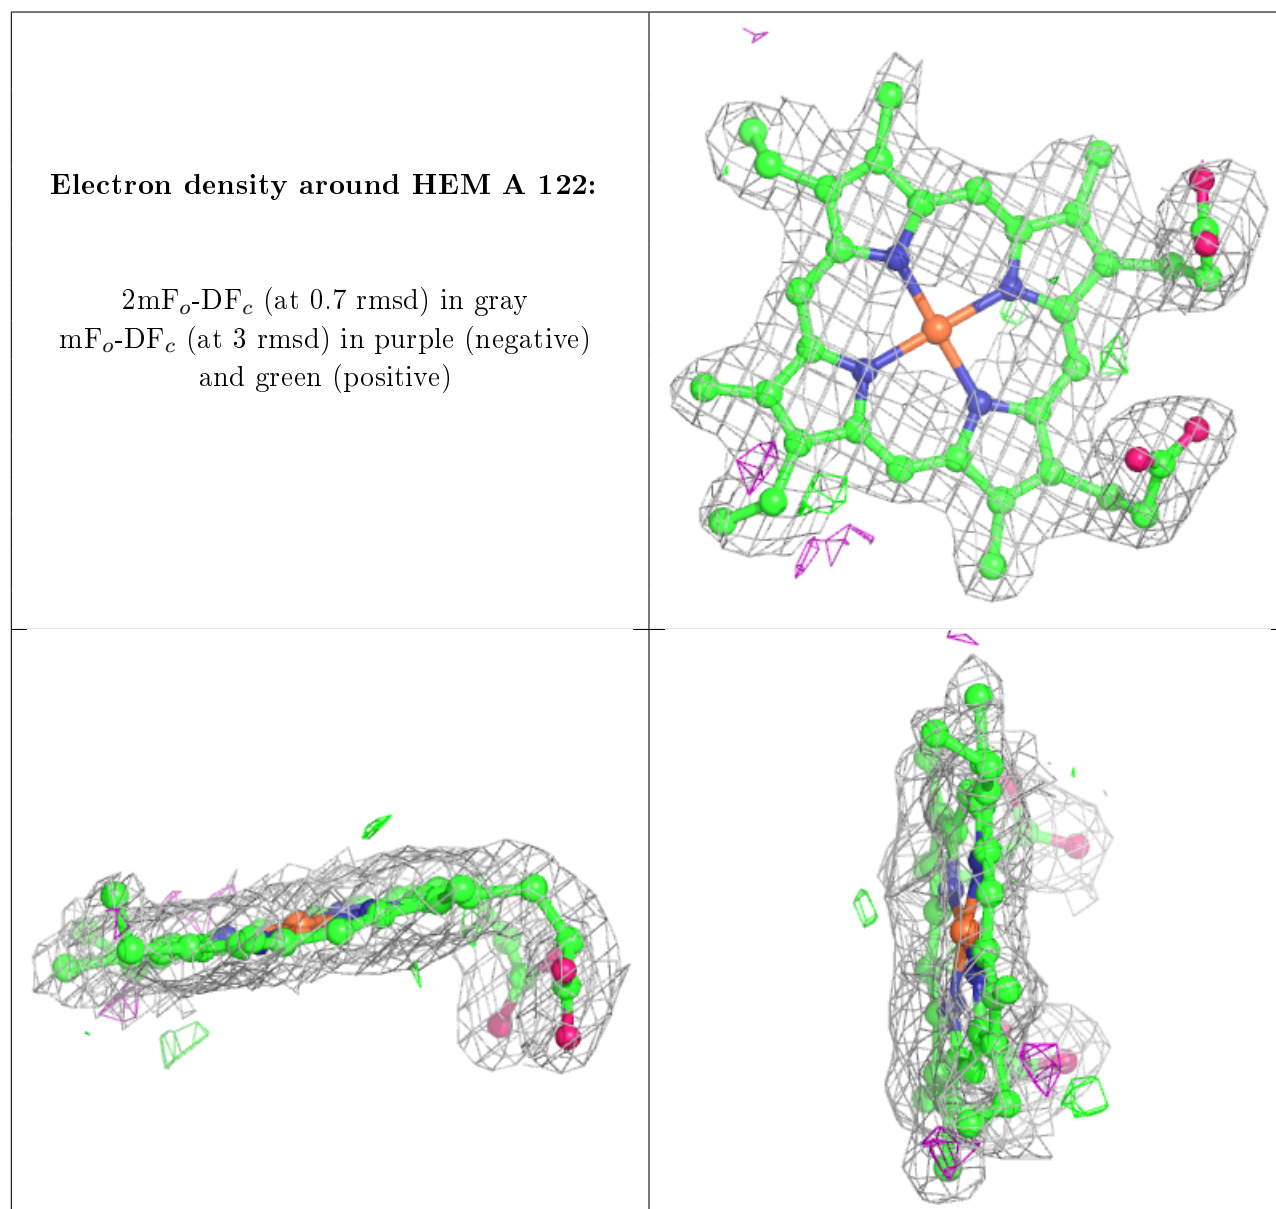 Electron density around HEM A 122:
2mFₒ-DF𝒸 (at 0.7 rmsd) in gray
mFₒ-DF𝒸 (at 3 rmsd) in purple (negative)
and green (positive)